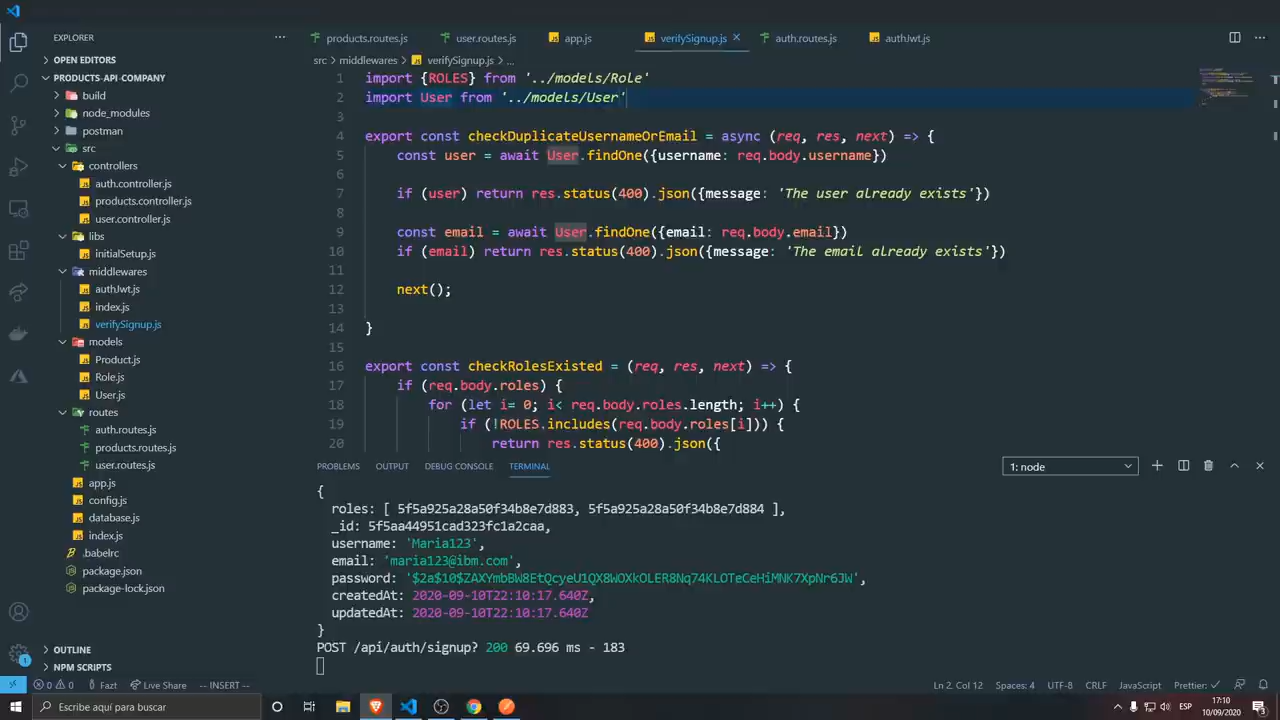 EXPLORER
OPEN EDITORS
PRODUCTS-API-COMPANY
build
node_modules
postman
src
controllers
auth.controller.js
products.controller.js
user.controller.js
libs
initialSetup.js
middlewares
authJwt.js
index.js
verifySignup.js
models
Product.js
Role.js
User.js
routes
auth.routes.js
products.routes.js
user.routes.js
app.js
config.js
database.js
index.js
.babelrc
package.json
package-lock.json
OUTLINE
NPM SCRIPTS
products.routes.js user.routes.js app.js verifySignup.js auth.routes.js authJwt.js
src > middlewares > verifySignup.js > ...
1 import {ROLES} from '../models/Role'
2 import User from '../models/User'
3
4 export const checkDuplicateUsernameOrEmail = async (req, res, next) => {
5 const user = await User.findOne({username: req.body.username})
6
7 if (user) return res.status(400).json({message: 'The user already exists'})
8
9 const email = await User.findOne({email: req.body.email})
10 if (email) return res.status(400).json({message: 'The email already exists'})
11
12 next();
13
14 }
15
16 export const checkRolesExisted = (req, res, next) => {
17 if (req.body.roles) {
18 for (let i= 0; i< req.body.roles.length; i++) {
19 if (!ROLES.includes(req.body.roles[i])) {
20 return res.status(400).json({
PROBLEMS OUTPUT DEBUG CONSOLE TERMINAL 1: node
{
roles: [ 5f5a925a28a50f34b8e7d883, 5f5a925a28a50f34b8e7d884 ],
_id: 5f5aa44951cad323fc1a2caa,
username: 'Maria123',
email: 'maria123@ibm.com',
password: '$2a$10$ZAXYmbBW8EtQcyeU1QX8WOXkOLER8Nq74KLOTeCeHiMNK7XpNr6JW',
createdAt: 2020-09-10T22:10:17.640Z,
updatedAt: 2020-09-10T22:10:17.640Z
}
POST /api/auth/signup? 200 69.696 ms - 183
0 0 Fazt Live Share -- INSERT -- Ln 2, Col 12 Spaces: 4 UTF-8 CRLF JavaScript Prettier: ✓
Escribe aquí para buscar
ESP
17:10
10/09/2020